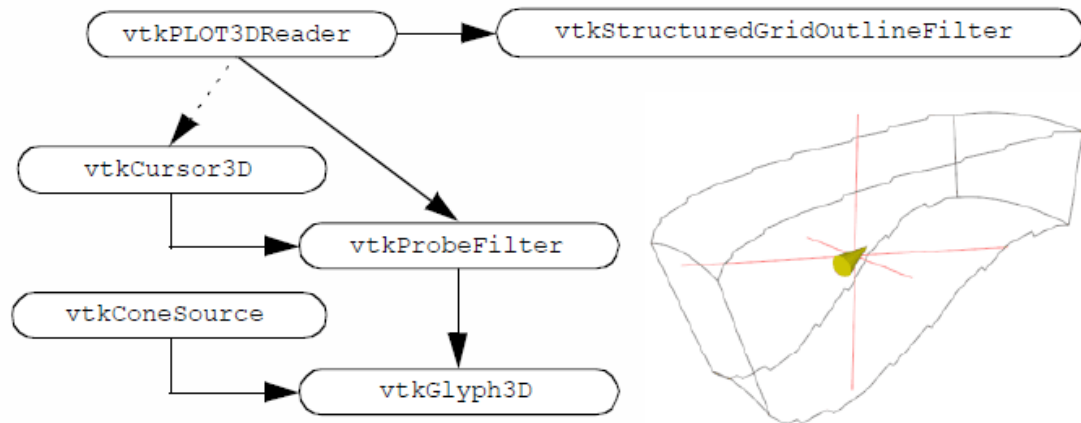 vtkPLOT3DReader
vtkStructuredGridOutlineFilter
vtkCursor3D
vtkProbeFilter
vtkConeSource
vtkGlyph3D